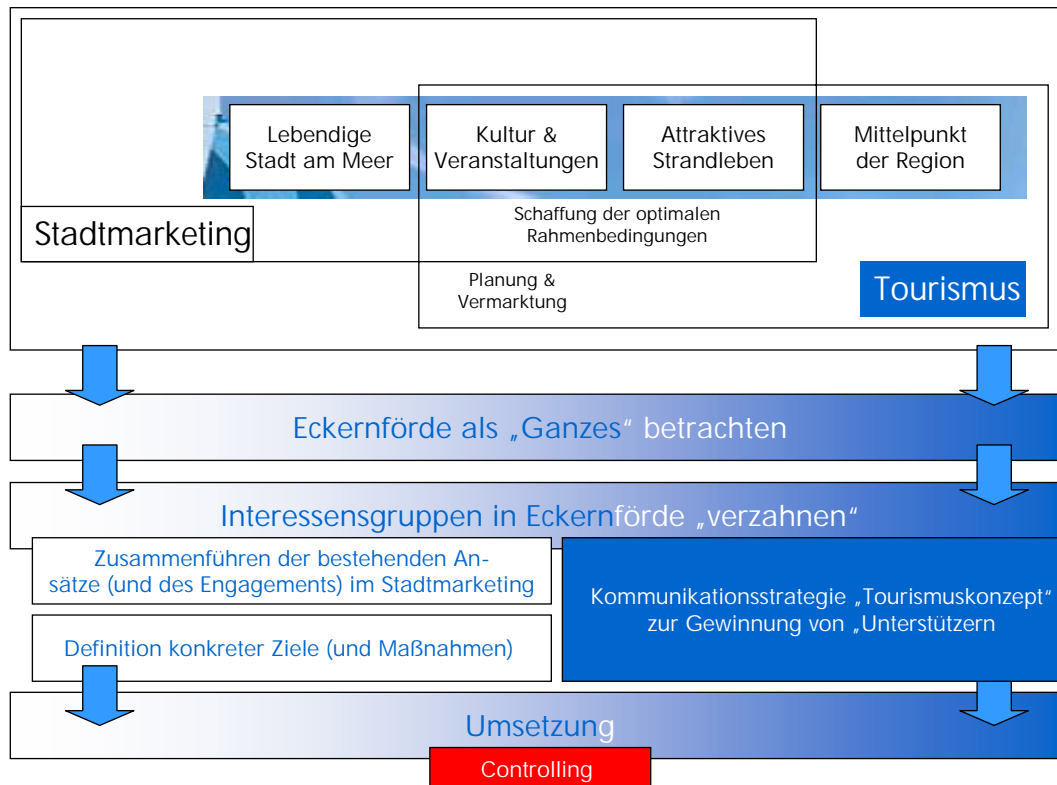 Lebendige
Stadt am Meer
Kultur &
Veranstaltungen
Attraktives
Strandleben
Mittelpunkt
der Region
Stadtmarketing
Schaffung der optimalen
Rahmenbedingungen
Planung &
Vermarktung
Tourismus
Eckernförde als „Ganzes“ betrachten
Interessensgruppen in Eckernförde „verzahnen“
Zusammenführen der bestehenden An-
sätze (und des Engagements) im Stadtmarketing
Definition konkreter Ziele (und Maßnahmen)
Kommunikationsstrategie „Tourismuskonzept“
zur Gewinnung von „Unterstützern
Umsetzung
Controlling